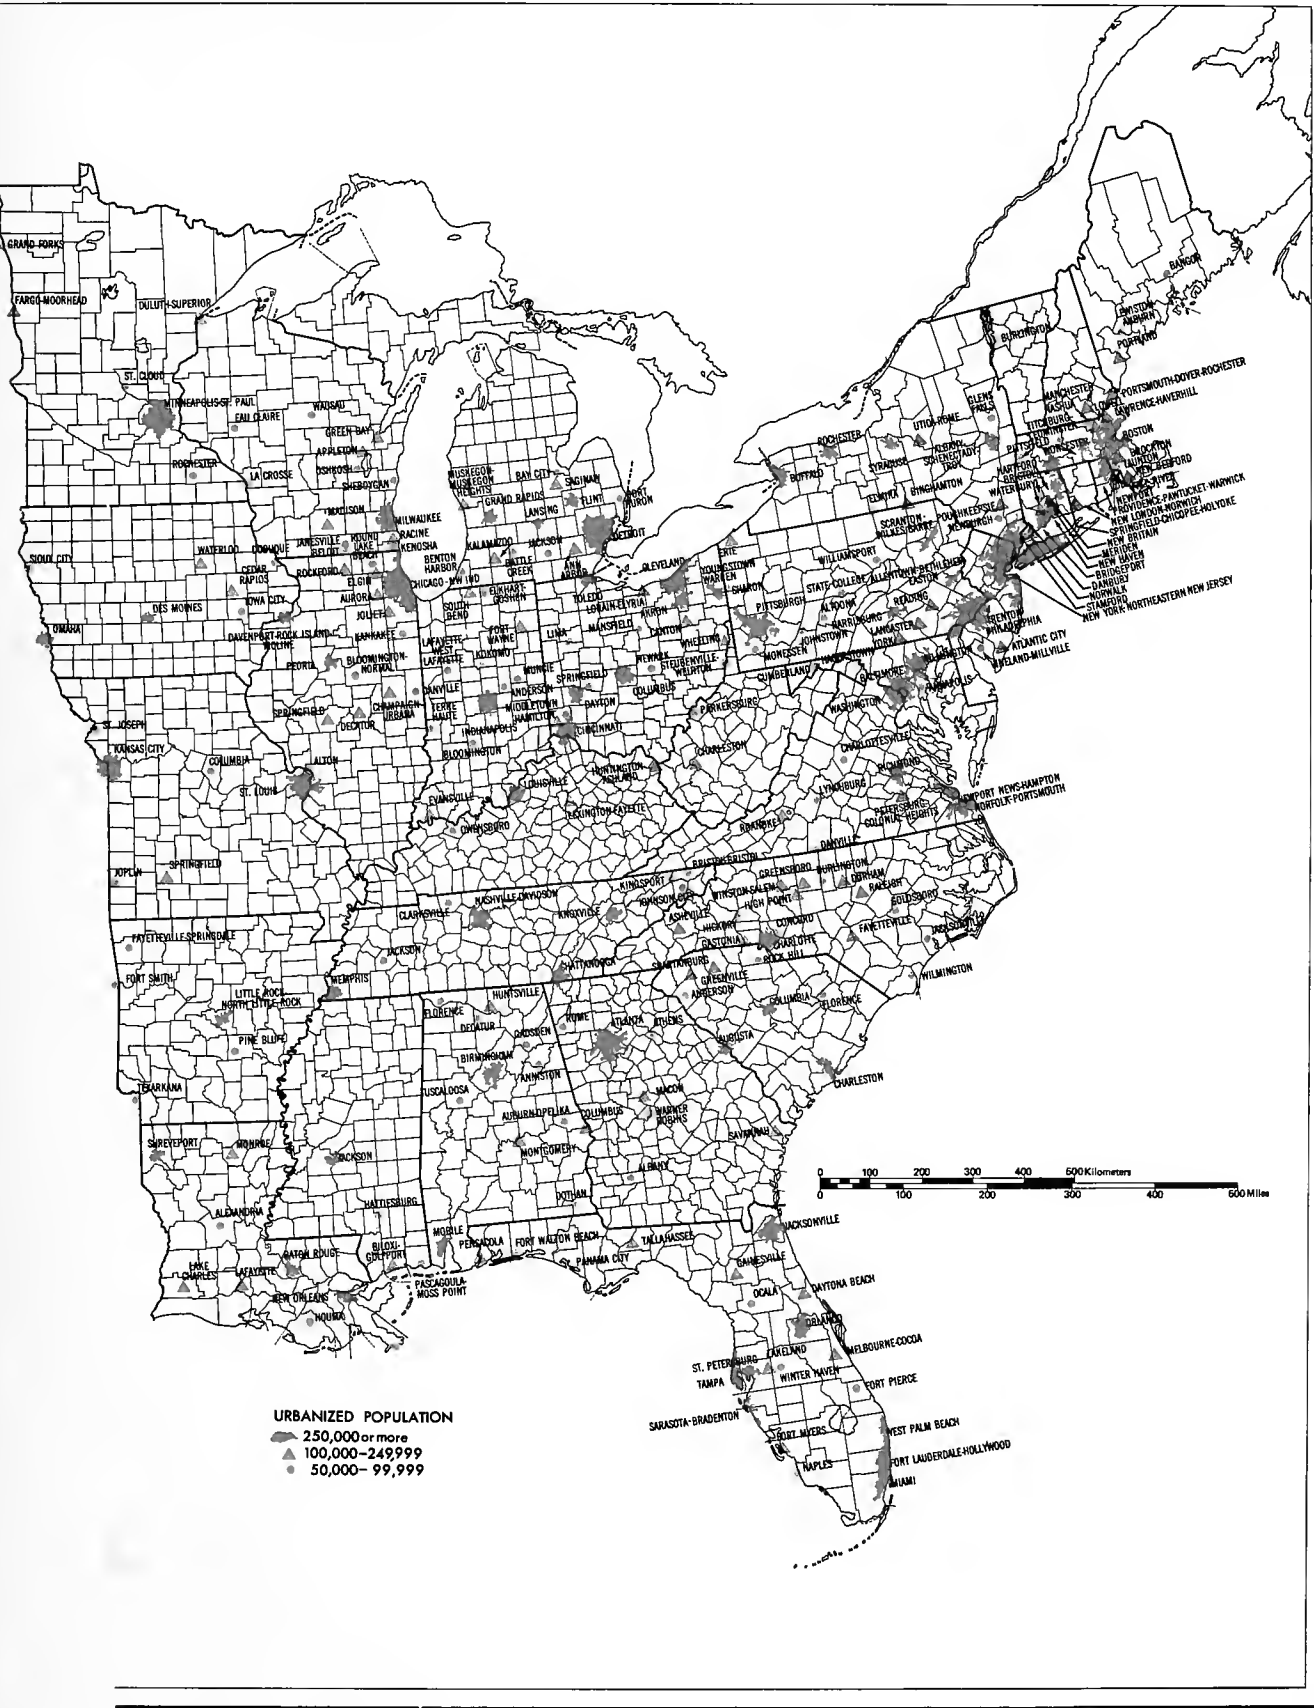 GRAND FORKS
FARGO-MOORHEAD
DULUTH-SUPERIOR
ST. CLOUD
MINNEAPOLIS-ST. PAUL
EAU CLAIRE
WAUSAU
GREEN BAY
APPLETON
OSHKOSH
SHEBOYGAN
ROCHESTER
LA CROSSE
MADISON
MILWAUKEE
RACINE
KENOSHA
JANESVILLE
BELOIT
ROUND
LAKE
BEACH
SIOUX CITY
WATERLOO
DUBUQUE
CEDAR
RAPIDS
IOWA CITY
DES MOINES
OMAHA
DAVENPORT-ROCK ISLAND-
MOLINE
ROCKFORD
ELGIN
AURORA
JOLIET
CHICAGO-NW IND
KANKAKEE
PEORIA
BLOOMINGTON-
NORMAL
DANVILLE
CHAMPAIGN
URBANA
SPRINGFIELD
DECATUR
ALTON
ST. LOUIS
ST. JOSEPH
KANSAS CITY
COLUMBIA
JOPLIN
SPRINGFIELD
MUSKEGON-
MUSKEGON
HEIGHTS
BAY CITY
SAGINAW
GRAND RAPIDS
FLINT
PORT
HURON
LANSING
DETROIT
KALAMAZOO
JACKSON
BENTON
HARBOR
BATTLE
CREEK
ANN
ARBOR
ELKHART-
GOSHEN
SOUTH
BEND
FORT
WAYNE
LAFAYETTE
WEST
LAFAYETTE
KOKOMO
MUNCIE
ANDERSON
TERRE
HAUTE
INDIANAPOLIS
BLOOMINGTON
EVANSVILLE
TOLEDO
LORAIN-ELYRIA
CLEVELAND
AKRON
YOUNGSTOWN
WARREN
SHARON
LIMA
MANSFIELD
CANTON
WHEELING
NEWARK
STEUBENVILLE-
WEIRTON
SPRINGFIELD
COLUMBUS
DAYTON
MIDDLETOWN
HAMILTON
CINCINNATI
PARKERSBURG
CHARLESTON
HUNTINGTON
ASHLAND
LOUISVILLE
LEXINGTON-FAYETTE
OWENSBORO
ERIE
PITTSBURGH
MONESSEN
JOHNSTOWN
ALTOONA
STATE COLLEGE
WILLIAMSPORT
ALLENTOWN-BETHLEHEM
EASTON
READING
HARRISBURG
LANCASTER
YORK
SCRANTON-
WILKES-BARRE
HAGERSTOWN
CUMBERLAND
BALTIMORE
ANNAPOLIS
WASHINGTON
WILMINGTON
TRENTON
PHILADELPHIA
ATLANTIC CITY
VINELAND-MILLVILLE
BUFFALO
ROCHESTER
SYRACUSE
UTICA-ROME
ALBANY
SCHENECTADY
TROY
GLENS
FALLS
ELMIRA
BINGHAMTON
POUGHKEEPSIE
NEWBURGH
BURLINGTON
BANGOR
LEWISTON
AUBURN
PORTLAND
PORTSMOUTH-DOVER-ROCHESTER
MANCHESTER
NASHUA
LOWELL
LAWRENCE-HAVERHILL
FITCHBURG-
LEOMINSTER
BOSTON
WORCESTER
PITTSFIELD
BROCKTON
TAUNTON
NEW BEDFORD
FALL RIVER
HARTFORD
BRISTOL
WATERBURY
NEWPORT
PROVIDENCE-PAWTUCKET-WARWICK
NEW LONDON-NORWICH
SPRINGFIELD-CHICOPEE-HOLYOKE
NEW BRITAIN
MERIDEN
NEW HAVEN
BRIDGEPORT
DANBURY
NORWALK
STAMFORD
NEW YORK-NORTHEASTERN NEW JERSEY
CHARLOTTESVILLE
RICHMOND
LYNCHBURG
PETERSBURG-
COLONIAL HEIGHTS
NEWPORT NEWS-HAMPTON
NORFOLK-PORTSMOUTH
ROANOKE
DANVILLE
BRISTOL-BRISTOL
KINGSPORT
JOHNSON CITY
KNOXVILLE
NASHVILLE-DAVIDSON
CLARKSVILLE
JACKSON
MEMPHIS
CHATTANOOGA
WINSTON-SALEM
GREENSBORO
BURLINGTON
DURHAM
HIGH POINT
RALEIGH
GOLDSBORO
ASHEVILLE
HICKORY
CONCORD
GASTONIA
CHARLOTTE
FAYETTEVILLE
JACKSONVILLE
WILMINGTON
ROCK HILL
SPARTANBURG
GREENVILLE
ANDERSON
COLUMBIA
FLORENCE
CHARLESTON
FAYETTEVILLE-SPRINGDALE
FORT SMITH
LITTLE ROCK
NORTH LITTLE ROCK
PINE BLUFF
TEXARKANA
SHREVEPORT
MONROE
ALEXANDRIA
LAKE
CHARLES
LAFAYETTE
BATON ROUGE
NEW ORLEANS
HOUMA
JACKSON
HATTIESBURG
BILOXI-
GULFPORT
PASCAGOULA-
MOSS POINT
FLORENCE
HUNTSVILLE
DECATUR
GADSDEN
BIRMINGHAM
ANNISTON
TUSCALOOSA
AUBURN-OPELIKA
MONTGOMERY
DOTHAN
MOBILE
ROME
ATLANTA
ATHENS
AUGUSTA
MACON
WARNER
ROBINS
COLUMBUS
SAVANNAH
ALBANY
PENSACOLA
FORT WALTON BEACH
PANAMA CITY
TALLAHASSEE
JACKSONVILLE
GAINESVILLE
OCALA
DAYTONA BEACH
ORLANDO
MELBOURNE-COCOA
LAKELAND
ST. PETERSBURG
TAMPA
WINTER HAVEN
FORT PIERCE
SARASOTA-BRADENTON
FORT MYERS
NAPLES
WEST PALM BEACH
FORT LAUDERDALE-HOLLYWOOD
MIAMI
0 100 200 300 400 500 Kilometers
0 100 200 300 400 500 Miles
URBANIZED POPULATION
250,000 or more
100,000-249,999
50,000- 99,999